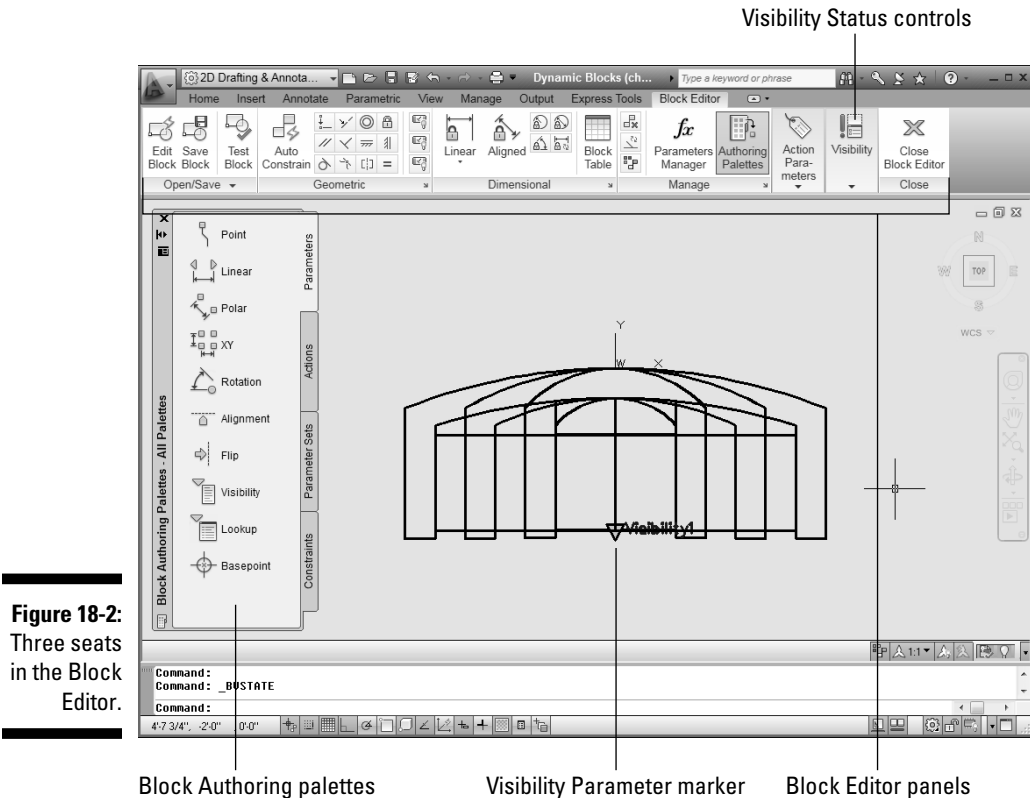 Visibility Status controls
2D Drafting & Annota...
Dynamic Blocks (ch...
Type a keyword or phrase
Home Insert Annotate Parametric View Manage Output Express Tools Block Editor
Edit Block
Save Block
Test Block
Auto Constrain
Linear
Aligned
Block Table
fx
Parameters Manager
Authoring Palettes
Action Para-
meters
Visibility
Close Block Editor
Open/Save
Geometric
Dimensional
Manage
Close
Point
Linear
Polar
XY
Rotation
Alignment
Flip
Visibility
Lookup
Basepoint
Parameters
Actions
Parameter Sets
Constraints
Block Authoring Palettes - All Palettes
N
W
TOP
E
S
WCS
Y
W
X
Visibility1
Figure 18-2:
Three seats
in the Block
Editor.
1:1
Command:
Command: _BVSTATE
Command:
4'-7 3/4", -2'-0" , 0'-0"
Block Authoring palettes
Visibility Parameter marker
Block Editor panels